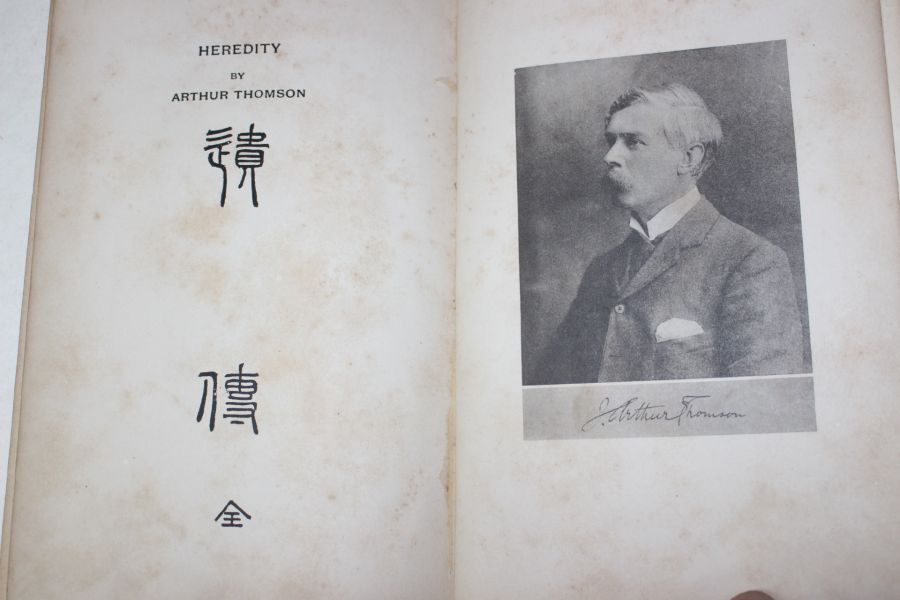 HEREDITY
BY
ARTHUR THOMSON
遺
傳
全
J. Arthur Thomson